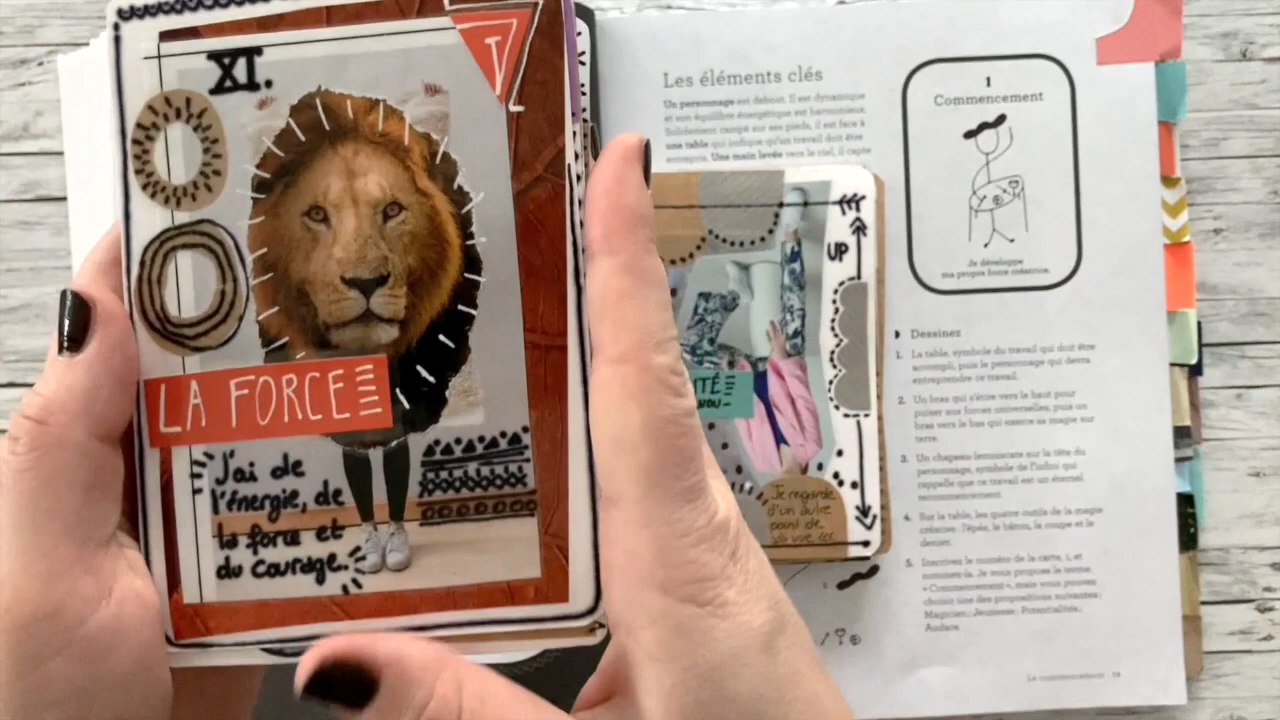 XI.
LA FORCE
J'ai de
l'énergie, de
la force et
du courage.
UP
ITÉ
Je regarde
d'un autre
point de
vue,
Les éléments clés
Un personnage est debout. Il est dynamique
et son équilibre énergétique est harmonieux.
Solidement campé sur ses pieds, il est face à
une table qui indique qu'un travail doit être
entrepris. Une main levée vers le ciel, il capte
1
Commencement
Je développe
ma propre force créatrice.
Dessinez
1. La table, symbole du travail qui doit être
accompli, puis le personnage qui devra
entreprendre ce travail.
2. Un bras qui s'étire vers le haut pour
puiser aux forces universelles, puis un
bras vers le bas qui exerce sa magie sur
terre.
3. Un chapeau lemniscate sur la tête du
personnage, symbole de l'infini qui
rappelle que ce travail est un éternel
recommencement.
4. Sur la table, les quatre outils de la magie
créative : l'épée, le bâton, la coupe et le
denier.
5. Inscrivez le numéro de la carte, 1, et
nommez-la. Je vous propose le terme
« Commencement », mais vous pouvez
choisir une des propositions suivantes :
Magicien ; Jeunesse ; Potentialités ;
Audace.
Le commencement